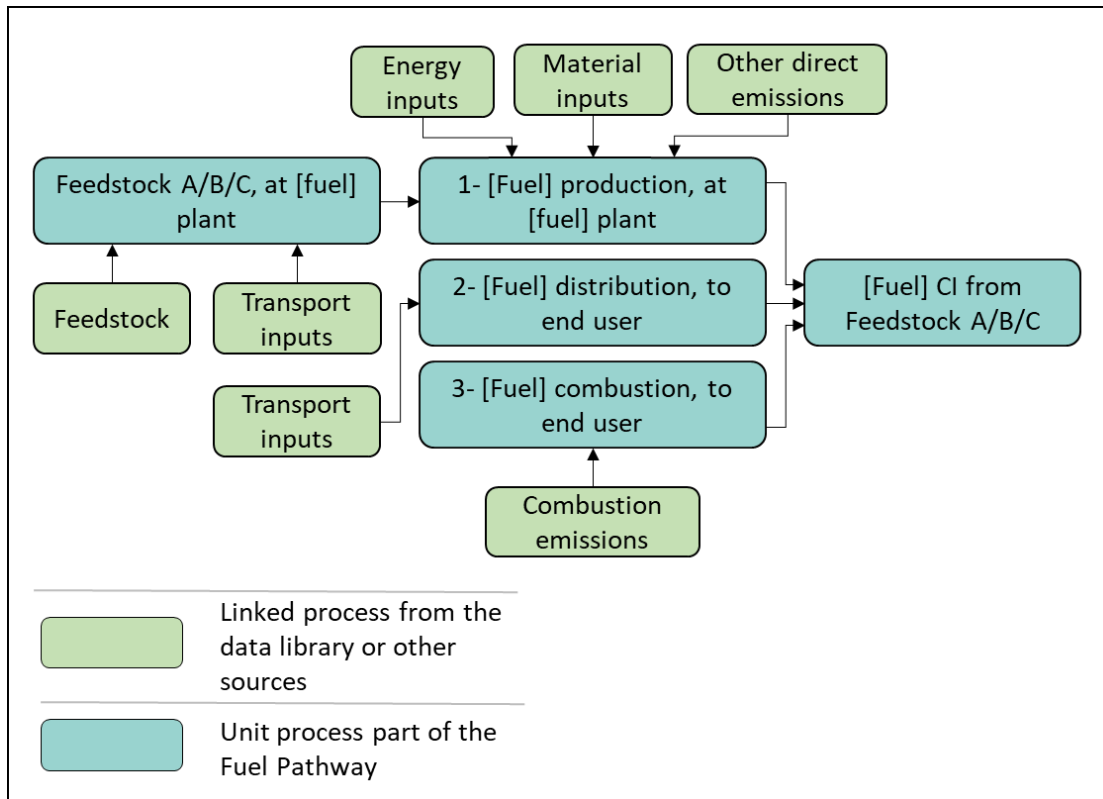 Energy
inputs
Material
inputs
Other direct
emissions
Feedstock A/B/C, at [fuel]
plant
1- [Fuel] production, at
[fuel] plant
Feedstock
Transport
inputs
2- [Fuel] distribution, to
end user
[Fuel] CI from
Feedstock A/B/C
Transport
inputs
3- [Fuel] combustion, to
end user
Combustion
emissions
Linked process from the
data library or other
sources
Unit process part of the
Fuel Pathway